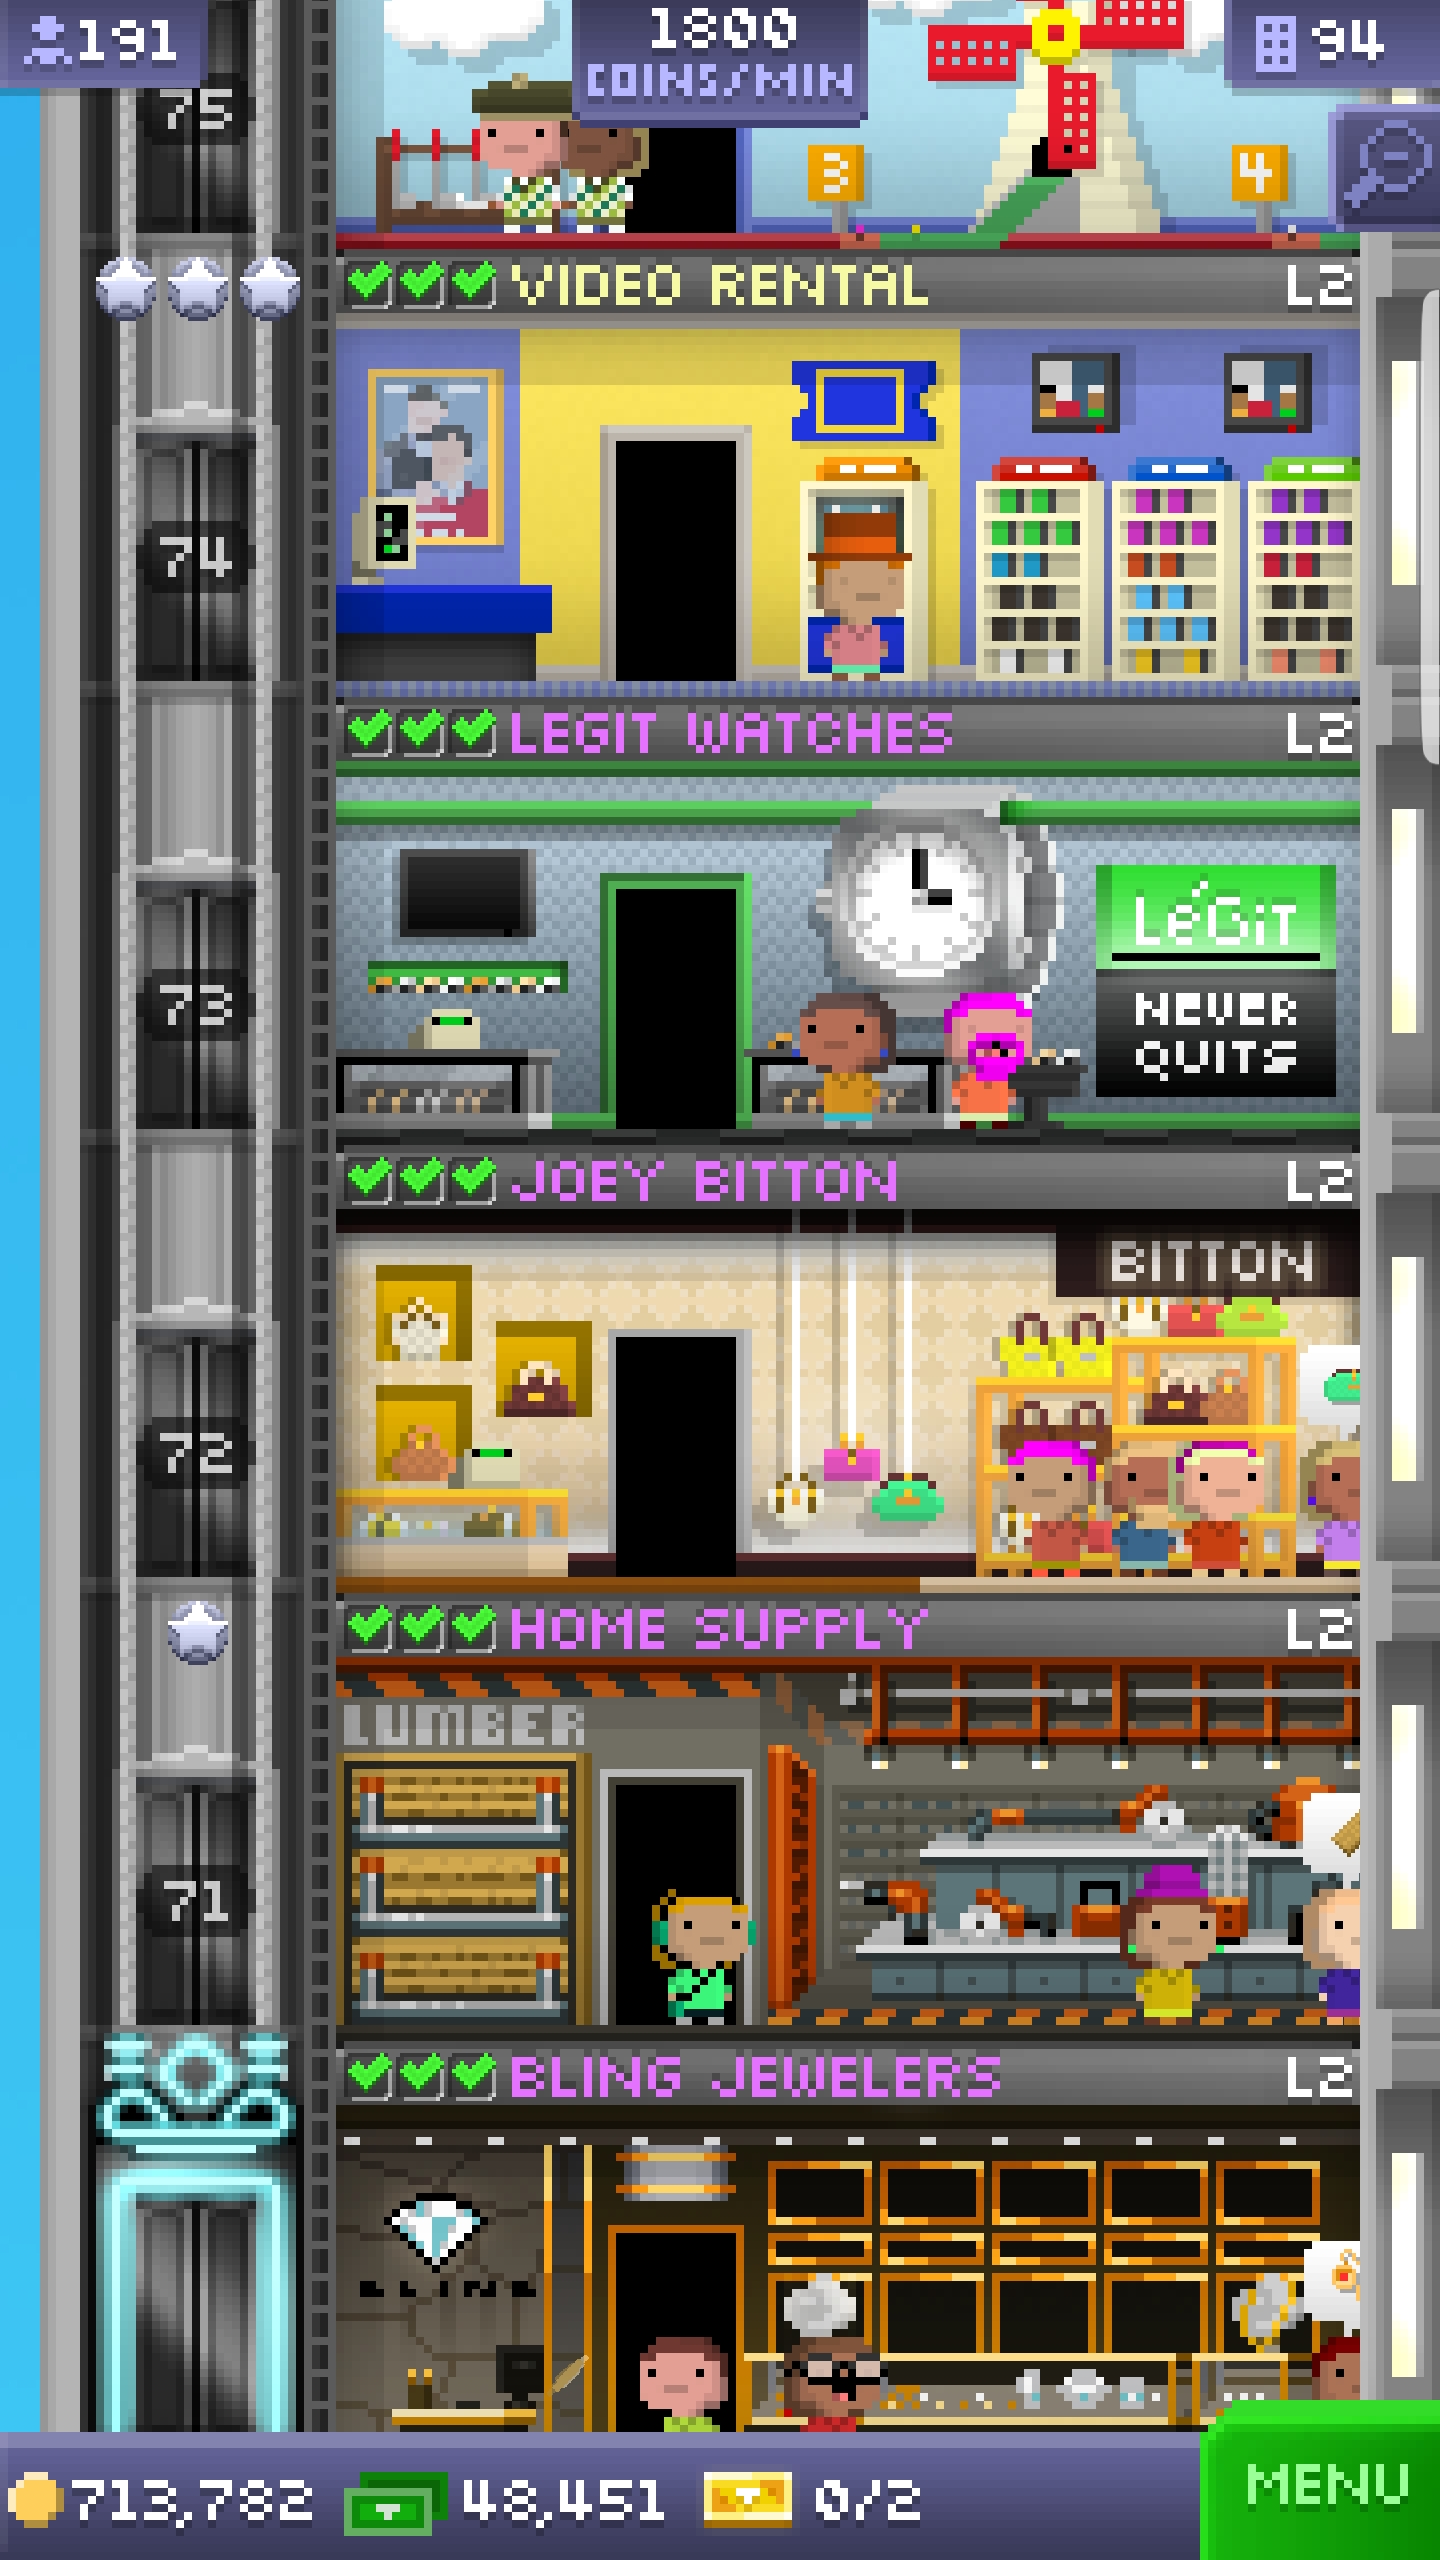 191
1800
COINS/MIN
94
75
3
4
VIDEO RENTAL
L2
74
LEGIT WATCHES
L2
LéGiT
NEVER
QUITS
73
JOEY BITTON
L2
BITTON
72
HOME SUPPLY
L2
LUMBER
71
BLING JEWELERS
L2
BLING
713,782
48,451
0/2
MENU